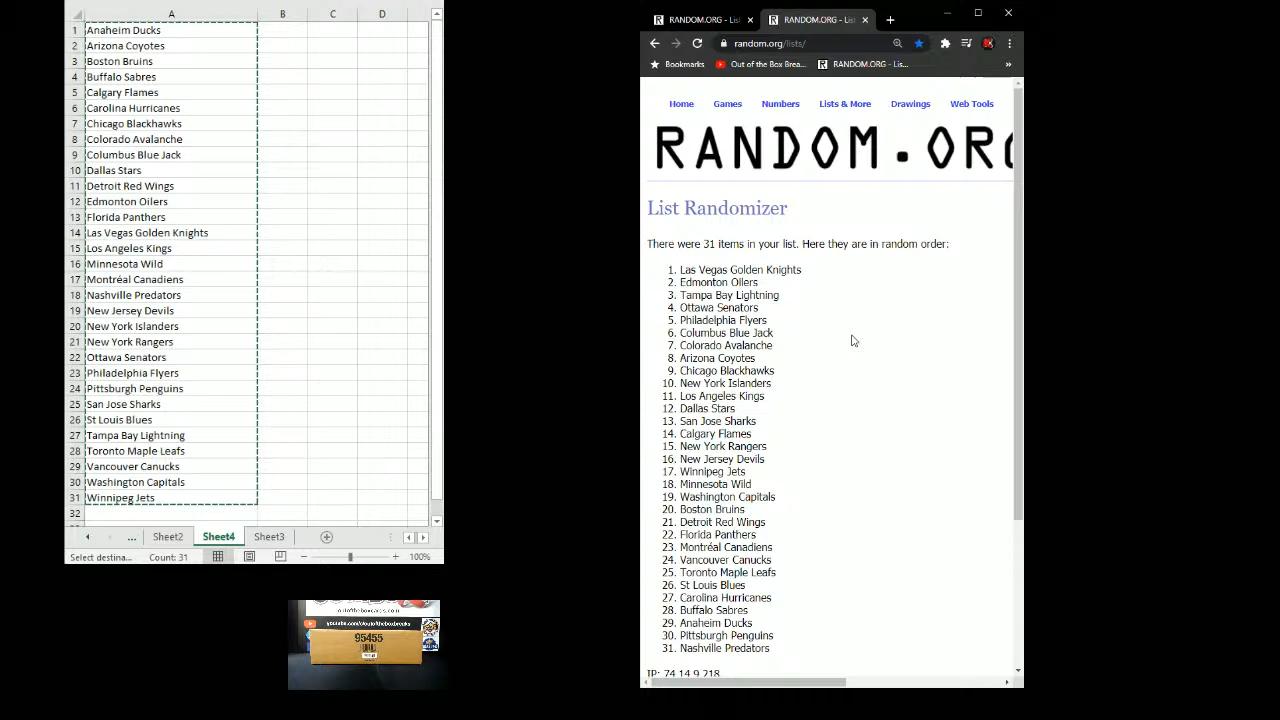 A B C D
1 Anaheim Ducks
2 Arizona Coyotes
3 Boston Bruins
4 Buffalo Sabres
5 Calgary Flames
6 Carolina Hurricanes
7 Chicago Blackhawks
8 Colorado Avalanche
9 Columbus Blue Jack
10 Dallas Stars
11 Detroit Red Wings
12 Edmonton Oilers
13 Florida Panthers
14 Las Vegas Golden Knights
15 Los Angeles Kings
16 Minnesota Wild
17 Montréal Canadiens
18 Nashville Predators
19 New Jersey Devils
20 New York Islanders
21 New York Rangers
22 Ottawa Senators
23 Philadelphia Flyers
24 Pittsburgh Penguins
25 San Jose Sharks
26 St Louis Blues
27 Tampa Bay Lightning
28 Toronto Maple Leafs
29 Vancouver Canucks
30 Washington Capitals
31 Winnipeg Jets
32
... Sheet2 Sheet4 Sheet3
Select destina... Count: 31 100%
outoftheboxcards.com
youtube.com/c/outoftheboxbreaks
95455
RANDOM.ORG - List RANDOM.ORG - Lis
random.org/lists/
Bookmarks Out of the Box Brea... RANDOM.ORG - Lis... »
Home Games Numbers Lists & More Drawings Web Tools
RANDOM.ORG
List Randomizer
There were 31 items in your list. Here they are in random order:
1. Las Vegas Golden Knights
2. Edmonton Oilers
3. Tampa Bay Lightning
4. Ottawa Senators
5. Philadelphia Flyers
6. Columbus Blue Jack
7. Colorado Avalanche
8. Arizona Coyotes
9. Chicago Blackhawks
10. New York Islanders
11. Los Angeles Kings
12. Dallas Stars
13. San Jose Sharks
14. Calgary Flames
15. New York Rangers
16. New Jersey Devils
17. Winnipeg Jets
18. Minnesota Wild
19. Washington Capitals
20. Boston Bruins
21. Detroit Red Wings
22. Florida Panthers
23. Montréal Canadiens
24. Vancouver Canucks
25. Toronto Maple Leafs
26. St Louis Blues
27. Carolina Hurricanes
28. Buffalo Sabres
29. Anaheim Ducks
30. Pittsburgh Penguins
31. Nashville Predators
IP: 74.14.9.218